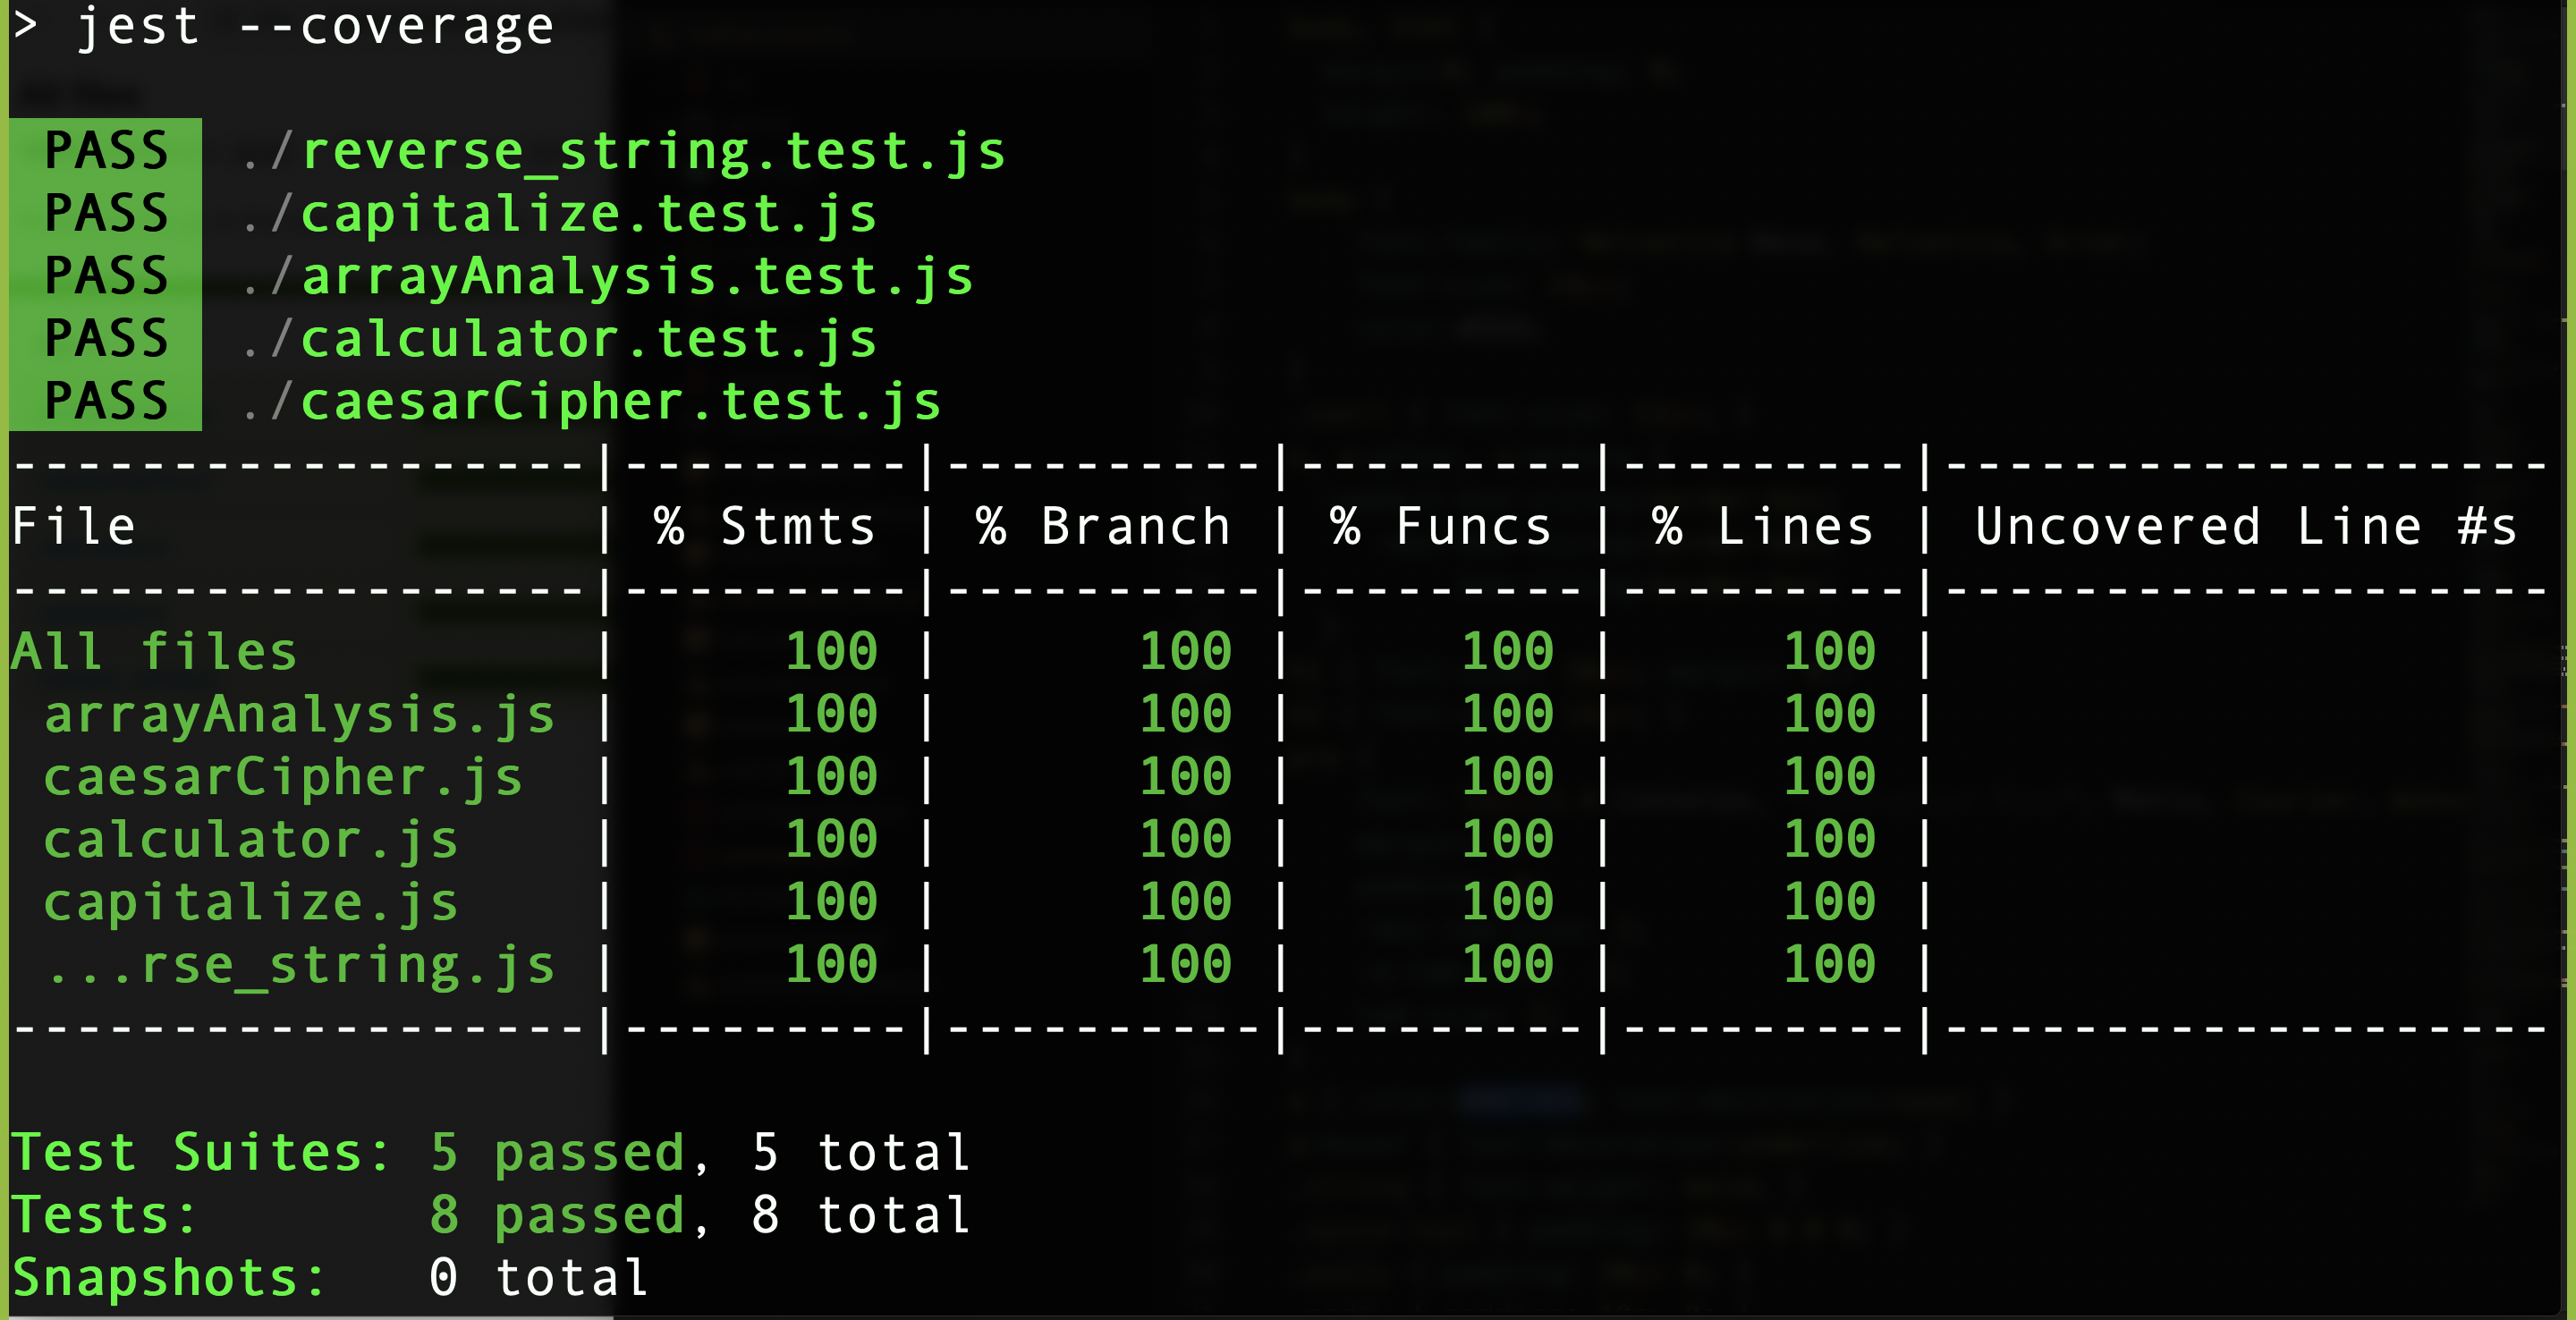 > jest --coverage
PASS ./reverse_string.test.js
PASS ./capitalize.test.js
PASS ./arrayAnalysis.test.js
PASS ./calculator.test.js
PASS ./caesarCipher.test.js
------------------|---------|----------|---------|---------|-------------------
File              | % Stmts | % Branch | % Funcs | % Lines | Uncovered Line #s
------------------|---------|----------|---------|---------|-------------------
All files         |     100 |      100 |     100 |     100 |
 arrayAnalysis.js |     100 |      100 |     100 |     100 |
 caesarCipher.js  |     100 |      100 |     100 |     100 |
 calculator.js    |     100 |      100 |     100 |     100 |
 capitalize.js    |     100 |      100 |     100 |     100 |
 ...rse_string.js |     100 |      100 |     100 |     100 |
------------------|---------|----------|---------|---------|-------------------
Test Suites: 5 passed, 5 total
Tests:       8 passed, 8 total
Snapshots:   0 total